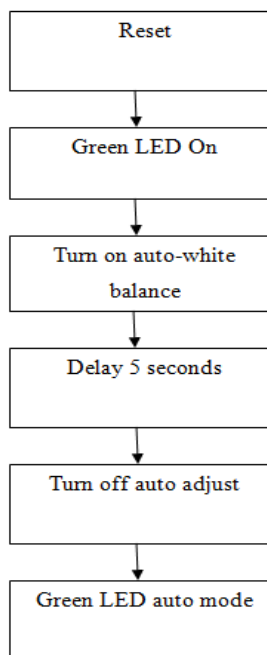 Reset
Green LED On
Turn on auto-white
balance
Delay 5 seconds
Turn off auto adjust
Green LED auto mode